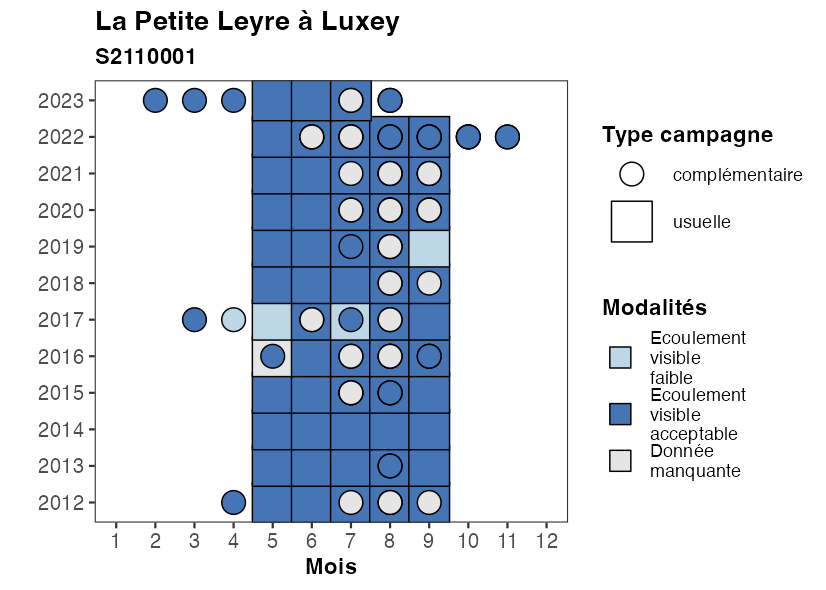 La Petite Leyre à Luxey
S2110001
2023
2022
2021
2020
2019
2018
2017
2016
2015
2014
2013
2012
1 2 3 4 5 6 7 8 9 10 11 12
Mois
Type campagne
complémentaire
usuelle
Modalités
Ecoulement
visible
faible
Ecoulement
visible
acceptable
Donnée
manquante